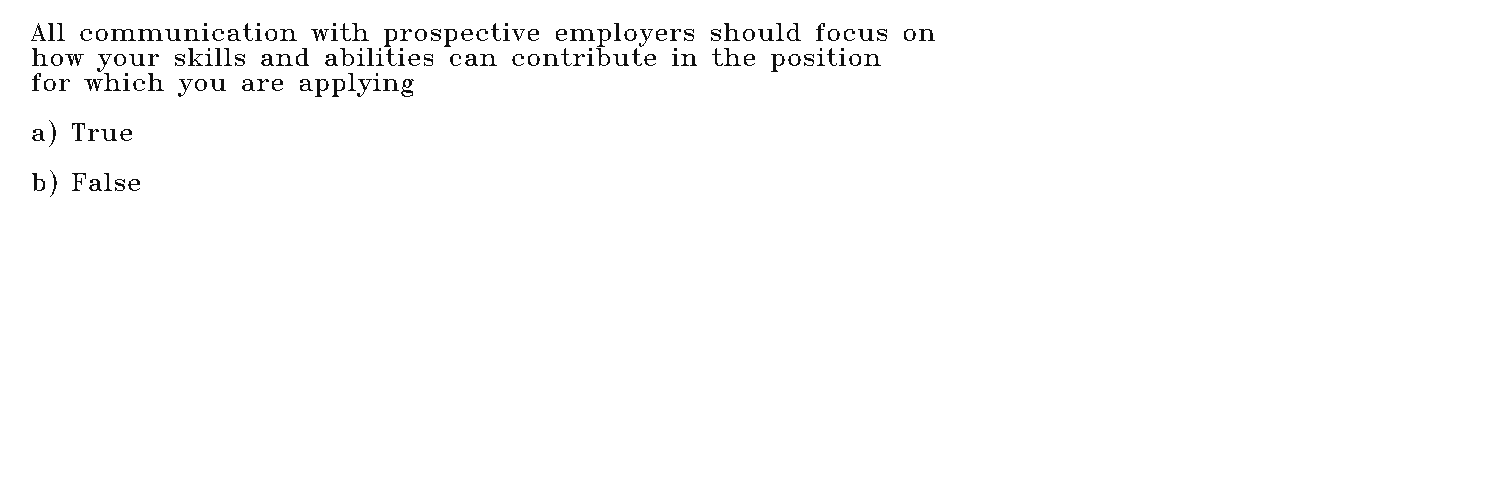 All communication with prospective employers should focus on
how your skills and abilities can contribute in the position
for which you are applying
a) True
b) False